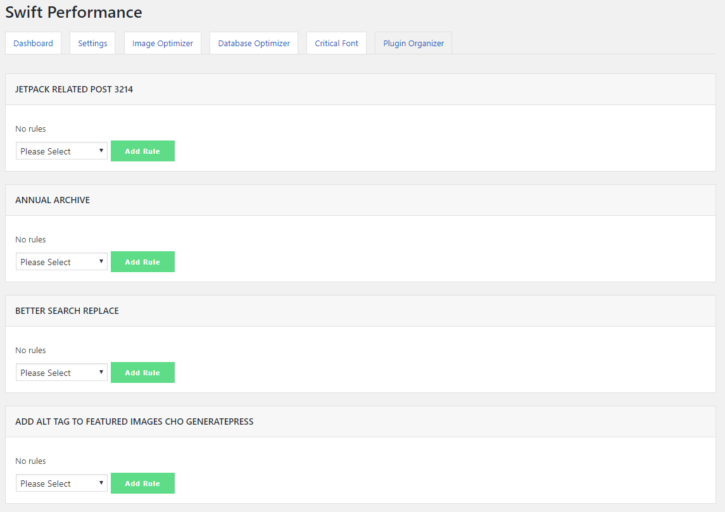 Swift Performance
Dashboard Settings Image Optimizer Database Optimizer Critical Font Plugin Organizer
JETPACK RELATED POST 3214
No rules
Please Select Add Rule
ANNUAL ARCHIVE
No rules
Please Select Add Rule
BETTER SEARCH REPLACE
No rules
Please Select Add Rule
ADD ALT TAG TO FEATURED IMAGES CHO GENERATEPRESS
No rules
Please Select Add Rule